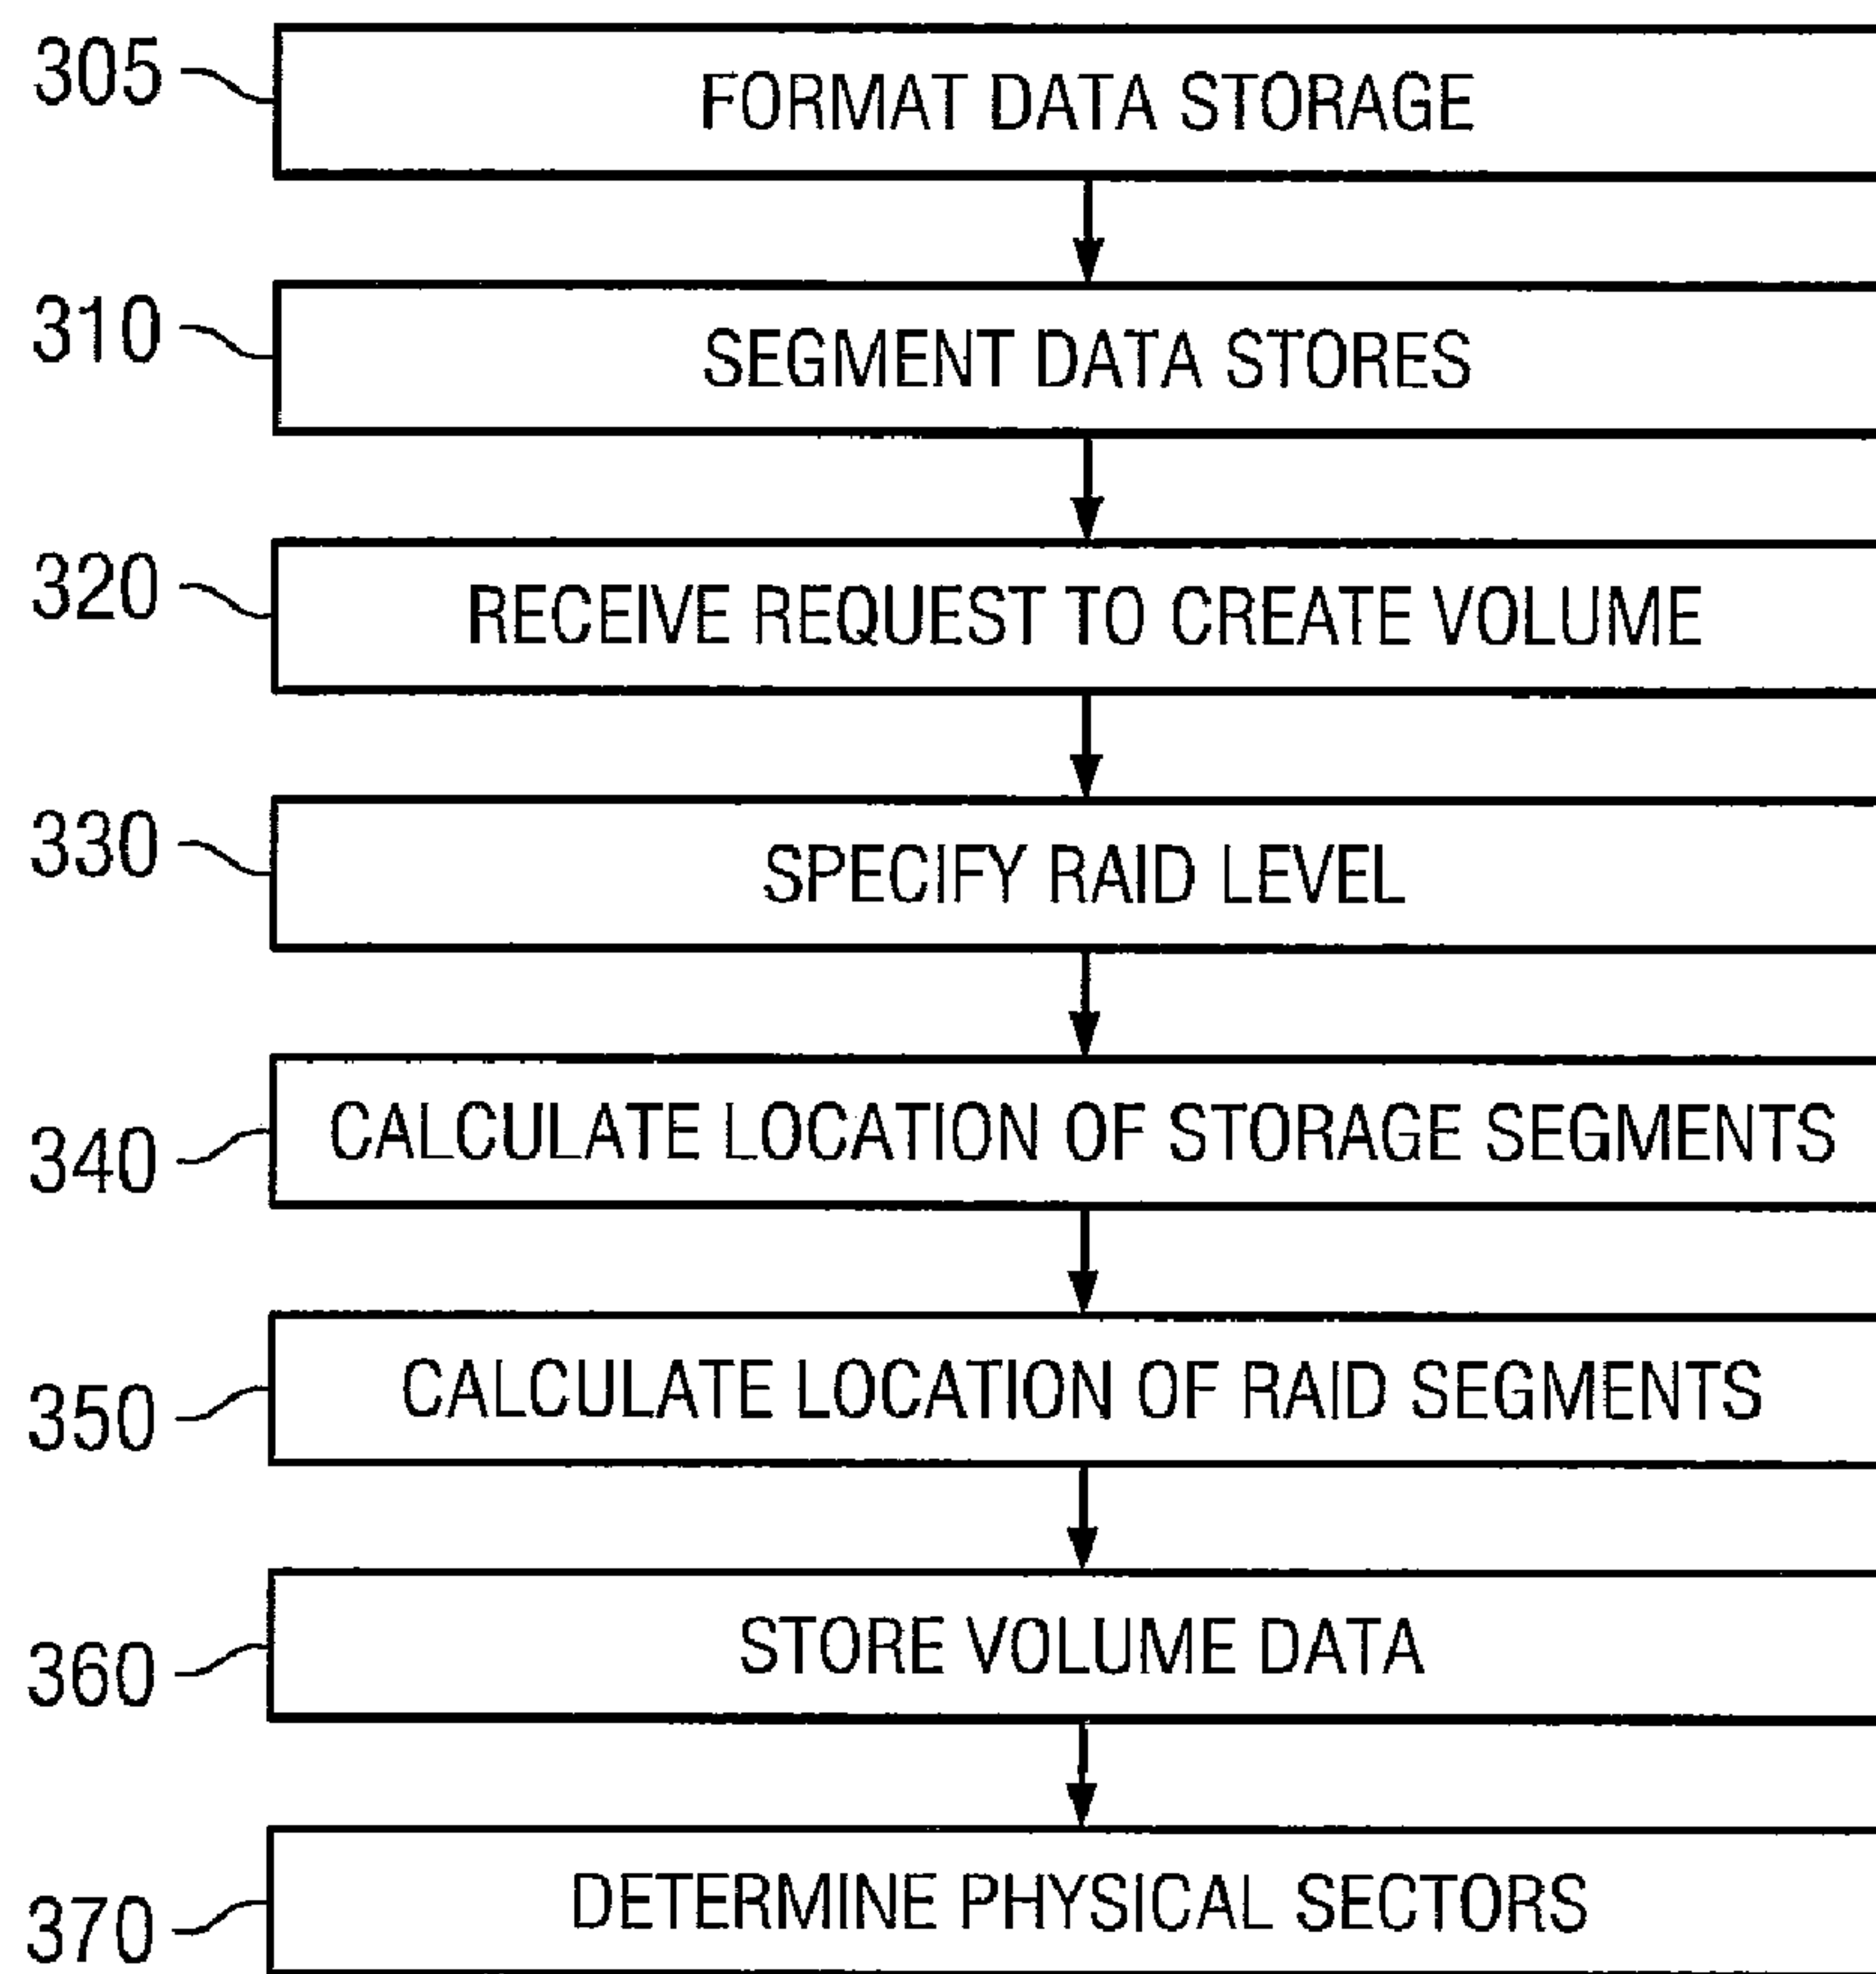 305
FORMAT DATA STORAGE
310
SEGMENT DATA STORES
320
RECEIVE REQUEST TO CREATE VOLUME
330
SPECIFY RAID LEVEL
340
CALCULATE LOCATION OF STORAGE SEGMENTS
350
CALCULATE LOCATION OF RAID SEGMENTS
360
STORE VOLUME DATA
370
DETERMINE PHYSICAL SECTORS